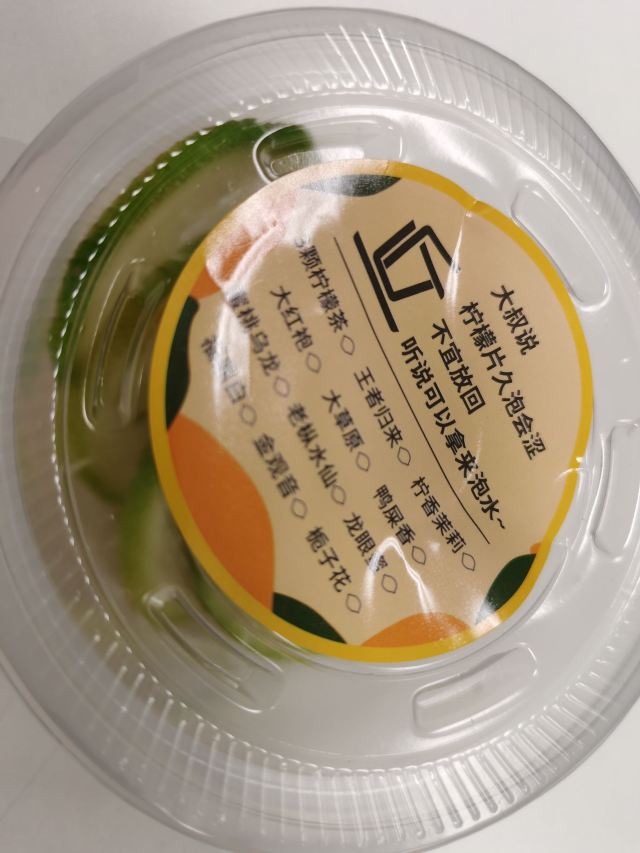 大叔说
柠檬片久泡会涩
不宜放回
听说可以拿来泡水~
颗柠檬茶◇ 王者归来◇ 柠香茉莉◇
大红袍◇ 大草原◇ 鸭屎香◇
桃乌龙◇ 老枞水仙◇ 龙眼蜜◇
白◇ 金观音◇ 栀子花◇